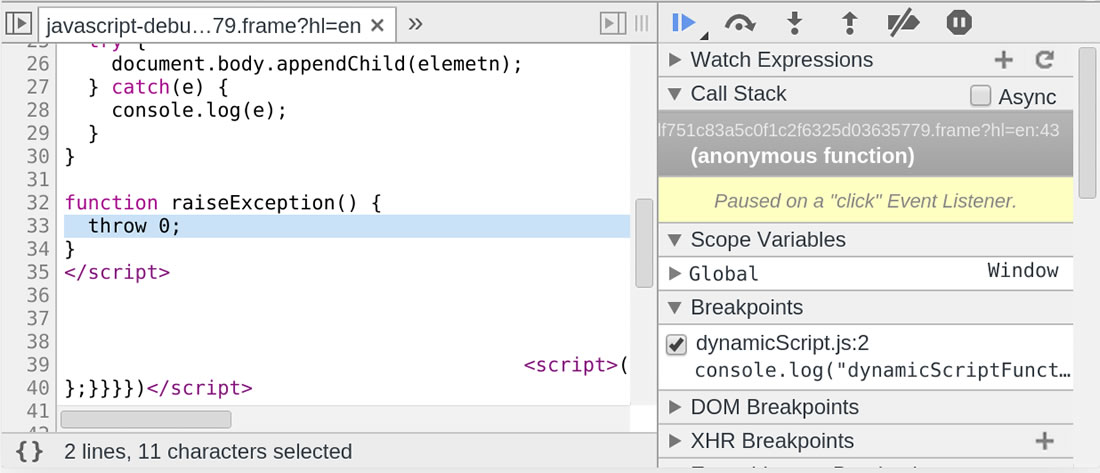 javascript-debu…79.frame?hl=en ✕ »
25 try {
26 document.body.appendChild(elemetn);
27 } catch(e) {
28 console.log(e);
29 }
30 }
31
32 function raiseException() {
33 throw 0;
34 }
35 </script>
36
37
38
39 <script>(
40 };}}}})</script>
41
{} 2 lines, 11 characters selected
Watch Expressions
Call Stack
Async
lf751c83a5c0f1c2f6325d03635779.frame?hl=en:43
(anonymous function)
Paused on a "click" Event Listener.
Scope Variables
Global Window
Breakpoints
dynamicScript.js:2
console.log("dynamicScriptFunct…
DOM Breakpoints
XHR Breakpoints